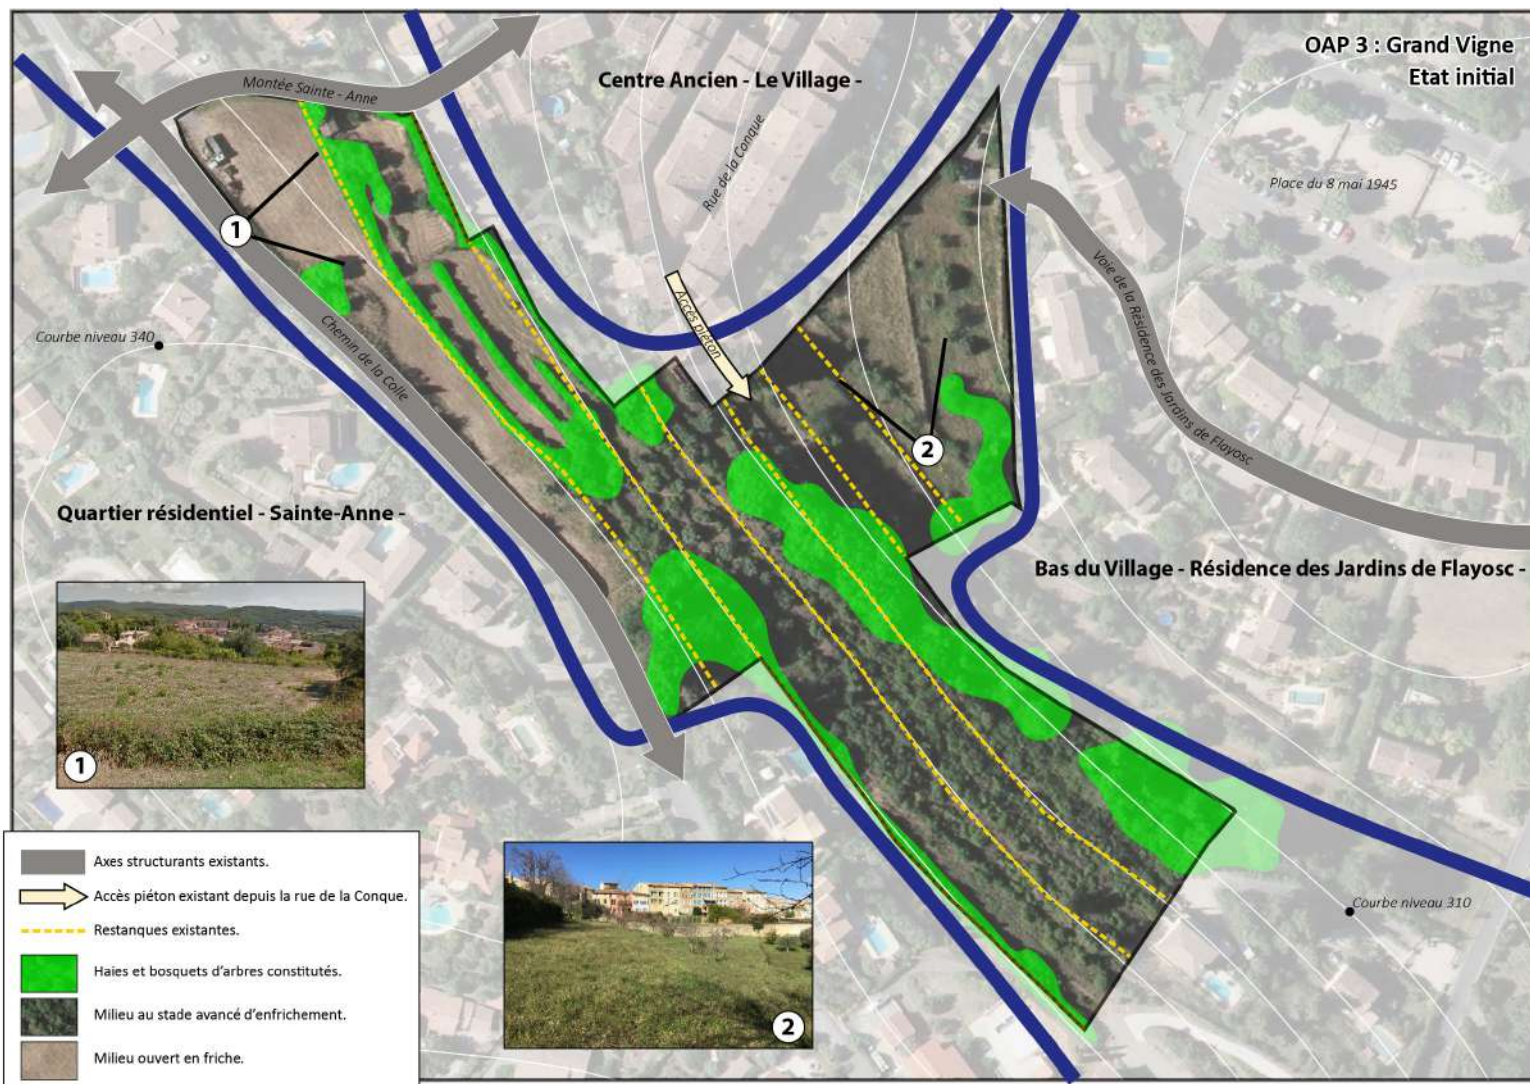 OAP 3 : Grand Vigne
Etat initial
Montée Sainte - Anne
Centre Ancien - Le Village -
Rue de la Conque
Place du 8 mai 1945
1
Accès piéton
Voie de la Résidence des Jardins de Flayosc
Courbe niveau 340
Chemin de la Colle
2
Quartier résidentiel - Sainte-Anne -
Bas du Village - Résidence des Jardins de Flayosc -
1
2
Courbe niveau 310
Axes structurants existants.
Accès piéton existant depuis la rue de la Conque.
Restanques existantes.
Haies et bosquets d'arbres constitutés.
Milieu au stade avancé d'enfrichement.
Milieu ouvert en friche.